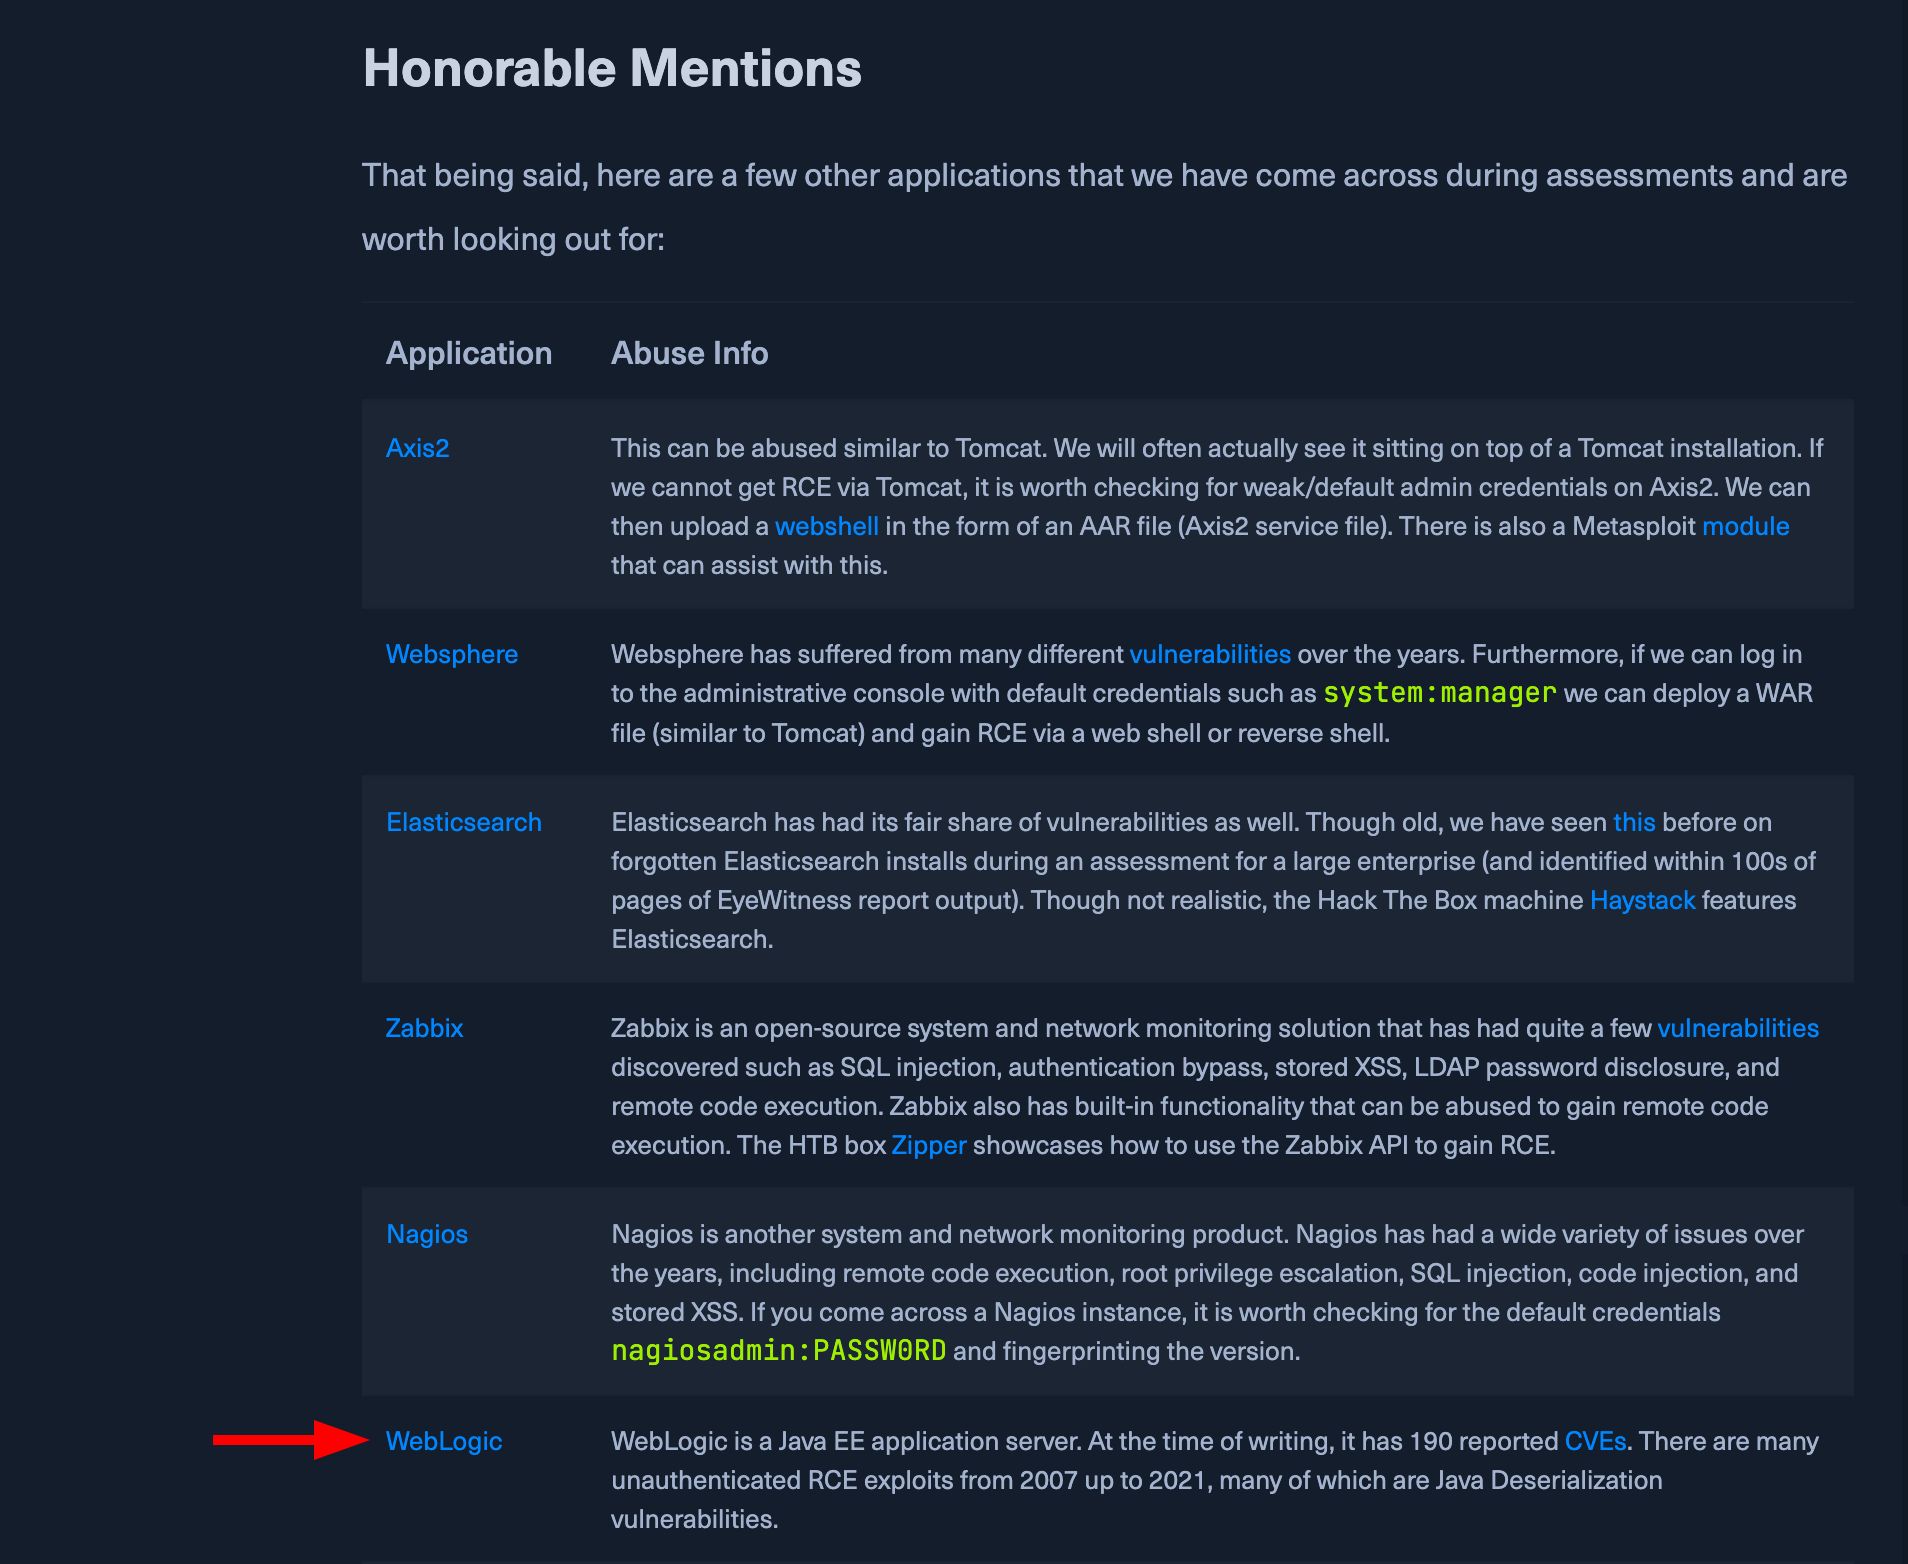 Honorable Mentions
That being said, here are a few other applications that we have come across during assessments and are
worth looking out for:
Application Abuse Info
Axis2 This can be abused similar to Tomcat. We will often actually see it sitting on top of a Tomcat installation. If
we cannot get RCE via Tomcat, it is worth checking for weak/default admin credentials on Axis2. We can
then upload a webshell in the form of an AAR file (Axis2 service file). There is also a Metasploit module
that can assist with this.
Websphere Websphere has suffered from many different vulnerabilities over the years. Furthermore, if we can log in
to the administrative console with default credentials such as system:manager we can deploy a WAR
file (similar to Tomcat) and gain RCE via a web shell or reverse shell.
Elasticsearch Elasticsearch has had its fair share of vulnerabilities as well. Though old, we have seen this before on
forgotten Elasticsearch installs during an assessment for a large enterprise (and identified within 100s of
pages of EyeWitness report output). Though not realistic, the Hack The Box machine Haystack features
Elasticsearch.
Zabbix Zabbix is an open-source system and network monitoring solution that has had quite a few vulnerabilities
discovered such as SQL injection, authentication bypass, stored XSS, LDAP password disclosure, and
remote code execution. Zabbix also has built-in functionality that can be abused to gain remote code
execution. The HTB box Zipper showcases how to use the Zabbix API to gain RCE.
Nagios Nagios is another system and network monitoring product. Nagios has had a wide variety of issues over
the years, including remote code execution, root privilege escalation, SQL injection, code injection, and
stored XSS. If you come across a Nagios instance, it is worth checking for the default credentials
nagiosadmin:PASSW0RD and fingerprinting the version.
WebLogic WebLogic is a Java EE application server. At the time of writing, it has 190 reported CVEs. There are many
unauthenticated RCE exploits from 2007 up to 2021, many of which are Java Deserialization
vulnerabilities.